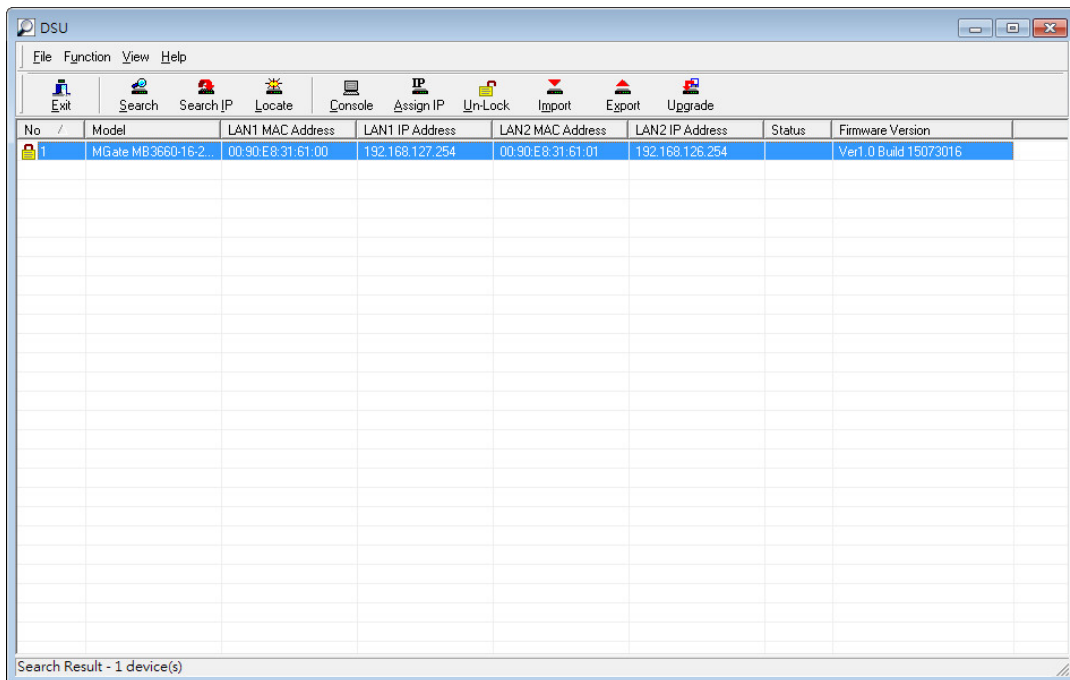 DSU
File Function View Help
Exit Search Search IP Locate Console Assign IP Un-Lock Import Export Upgrade
No / Model LAN1 MAC Address LAN1 IP Address LAN2 MAC Address LAN2 IP Address Status Firmware Version
1 MGate MB3660-16-2... 00:90:E8:31:61:00 192.168.127.254 00:90:E8:31:61:01 192.168.126.254 Ver1.0 Build 15073016
Search Result - 1 device(s)